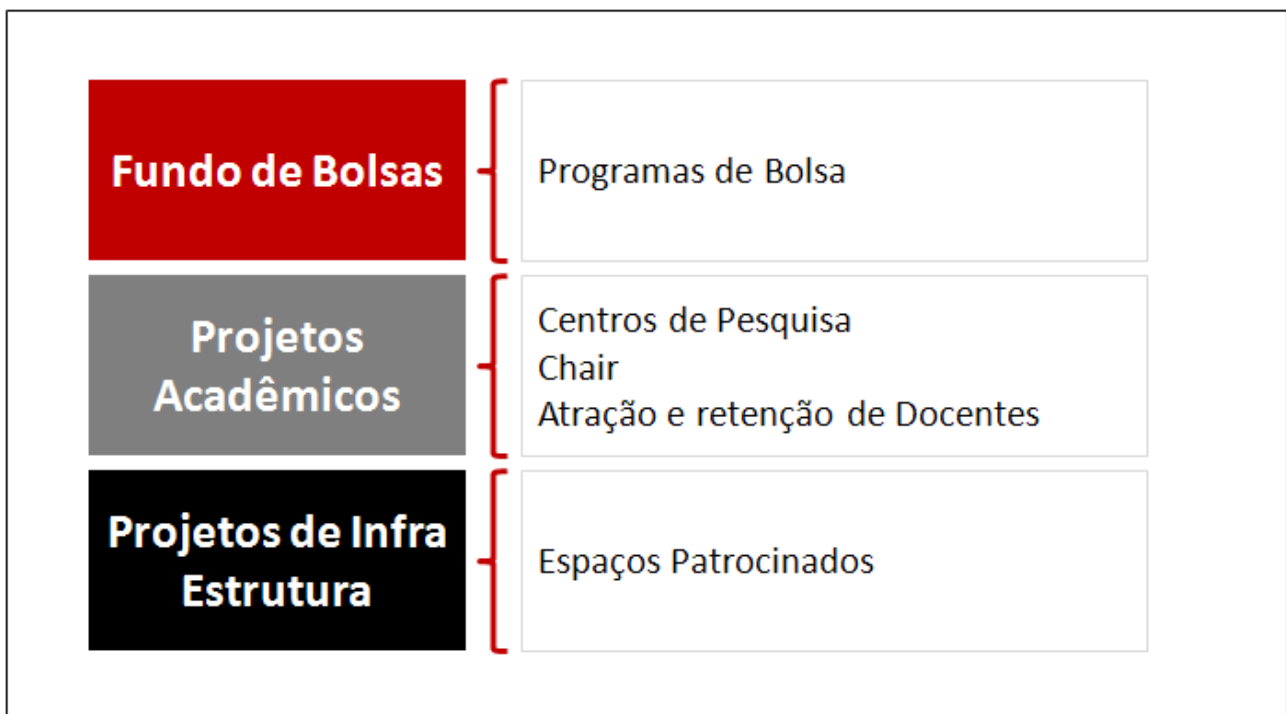 Fundo de Bolsas
Programas de Bolsa
Projetos
Acadêmicos
Centros de Pesquisa
Chair
Atração e retenção de Docentes
Projetos de Infra
Estrutura
Espaços Patrocinados